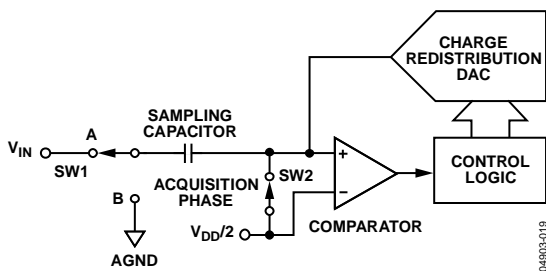 CHARGE
REDISTRIBUTION
DAC
SAMPLING
CAPACITOR
A
V_IN
SW1
+
CONTROL
LOGIC
B
ACQUISITION
PHASE
SW2
−
V_DD/2
COMPARATOR
AGND
04903-019